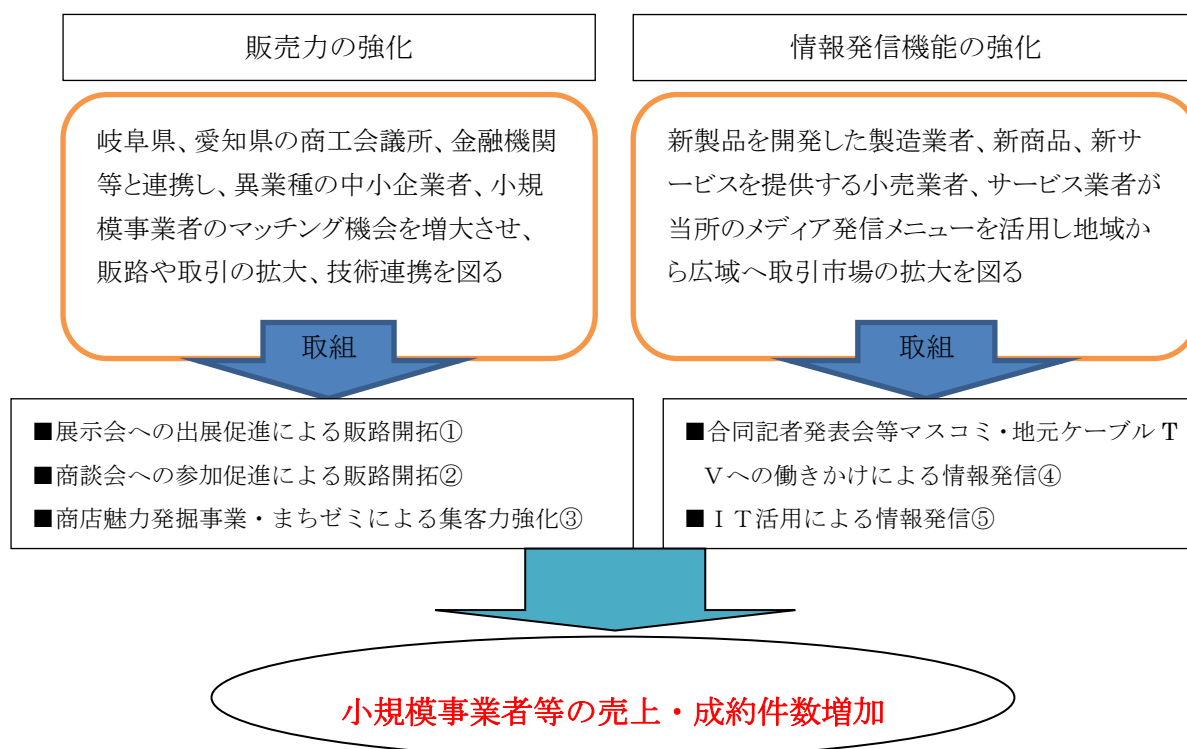 販売力の強化
岐阜県、愛知県の商工会議所、金融機関
等と連携し、異業種の中小企業者、小規
模事業者のマッチング機会を増大させ、
販路や取引の拡大、技術連携を図る
取組
■展示会への出展促進による販路開拓①
■商談会への参加促進による販路開拓②
■商店魅力発掘事業・まちゼミによる集客力強化③
情報発信機能の強化
新製品を開発した製造業者、新商品、新サ
ービスを提供する小売業者、サービス業者が
当所のメディア発信メニューを活用し地域か
ら広域へ取引市場の拡大を図る
取組
■合同記者発表会等マスコミ・地元ケーブルT
Vへの働きかけによる情報発信④
■ＩＴ活用による情報発信⑤
小規模事業者等の売上・成約件数増加